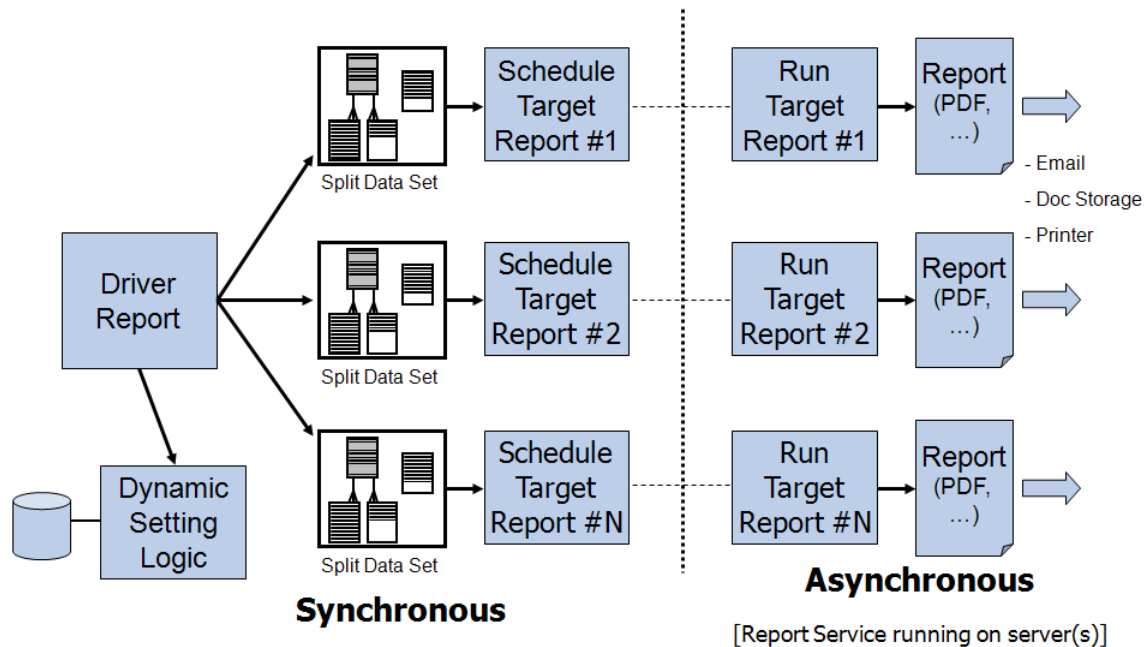 Schedule
Target
Report #1
Split Data Set
Run
Target
Report #1
Report
(PDF,
...)
- Email
- Doc Storage
- Printer
Driver
Report
Schedule
Target
Report #2
Split Data Set
Run
Target
Report #2
Report
(PDF,
...)
Dynamic
Setting
Logic
Schedule
Target
Report #N
Split Data Set
Run
Target
Report #N
Report
(PDF,
...)
Synchronous
Asynchronous
[Report Service running on server(s)]